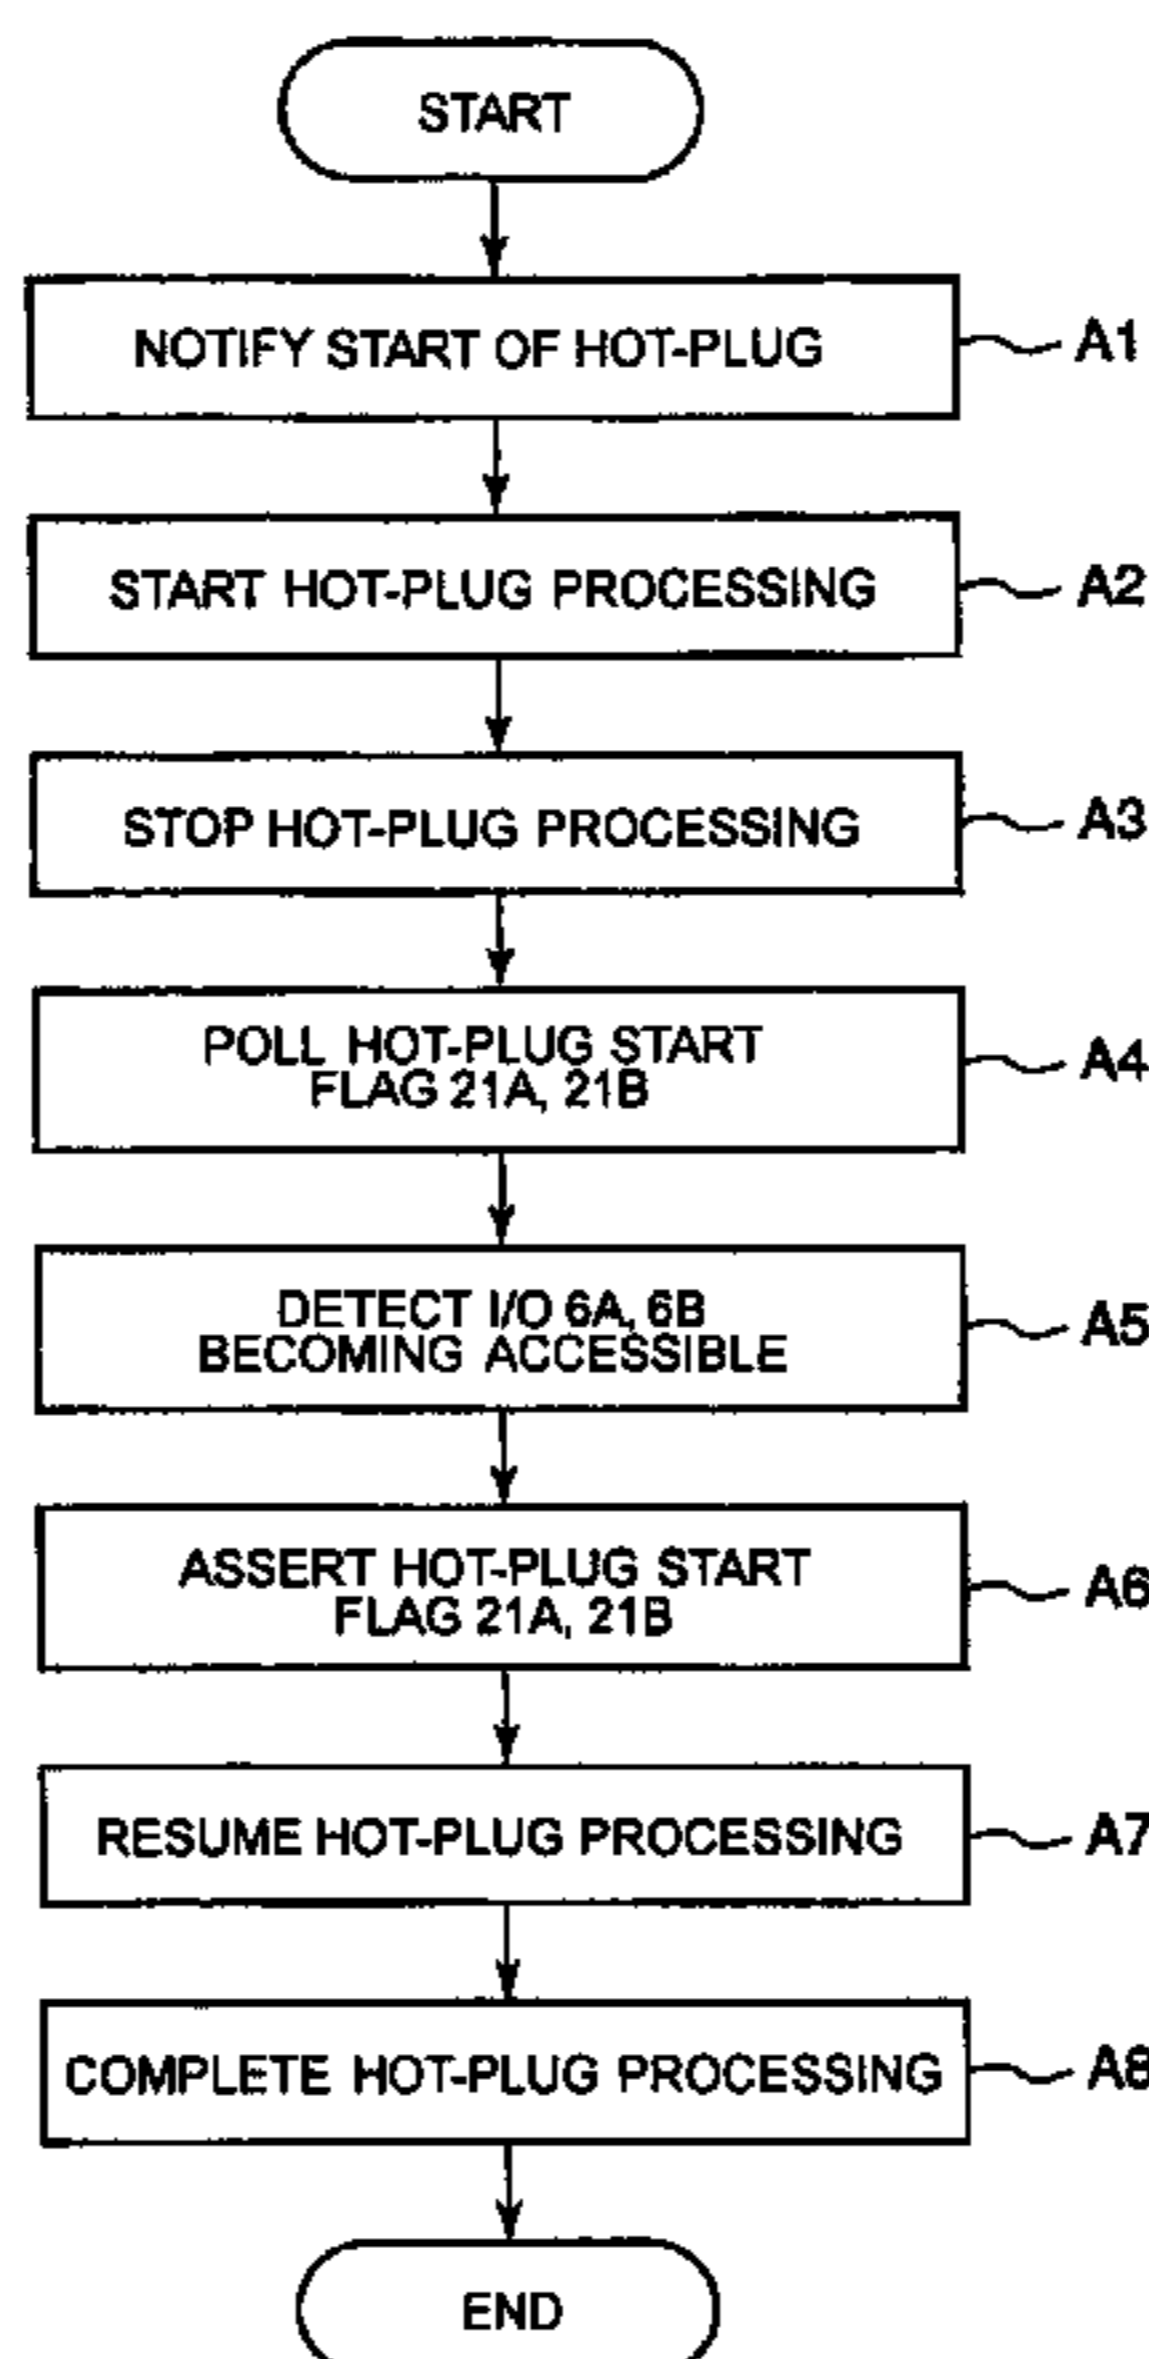 START
NOTIFY START OF HOT-PLUG
A1
START HOT-PLUG PROCESSING
A2
STOP HOT-PLUG PROCESSING
A3
POLL HOT-PLUG START
FLAG 21A, 21B
A4
DETECT I/O 6A, 6B
BECOMING ACCESSIBLE
A5
ASSERT HOT-PLUG START
FLAG 21A, 21B
A6
RESUME HOT-PLUG PROCESSING
A7
COMPLETE HOT-PLUG PROCESSING
A8
END